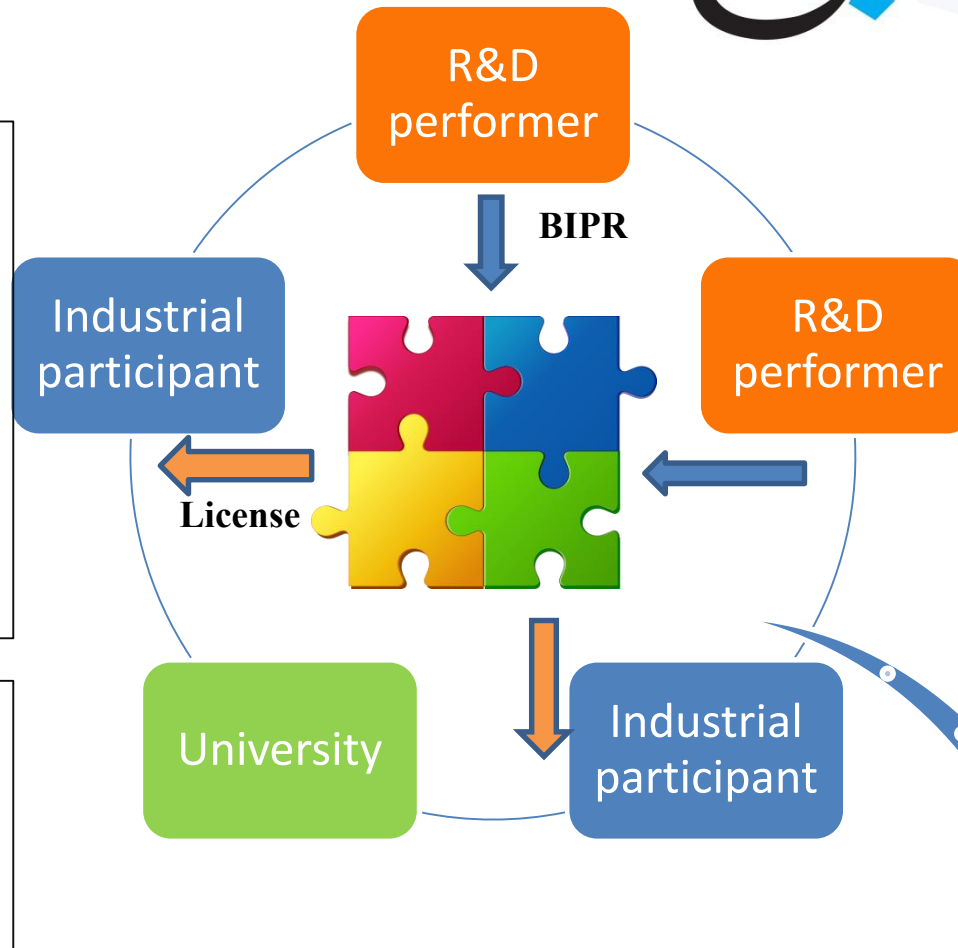 R&D
performer
BIPR
Industrial
participant
R&D
performer
License
University
Industrial
participant